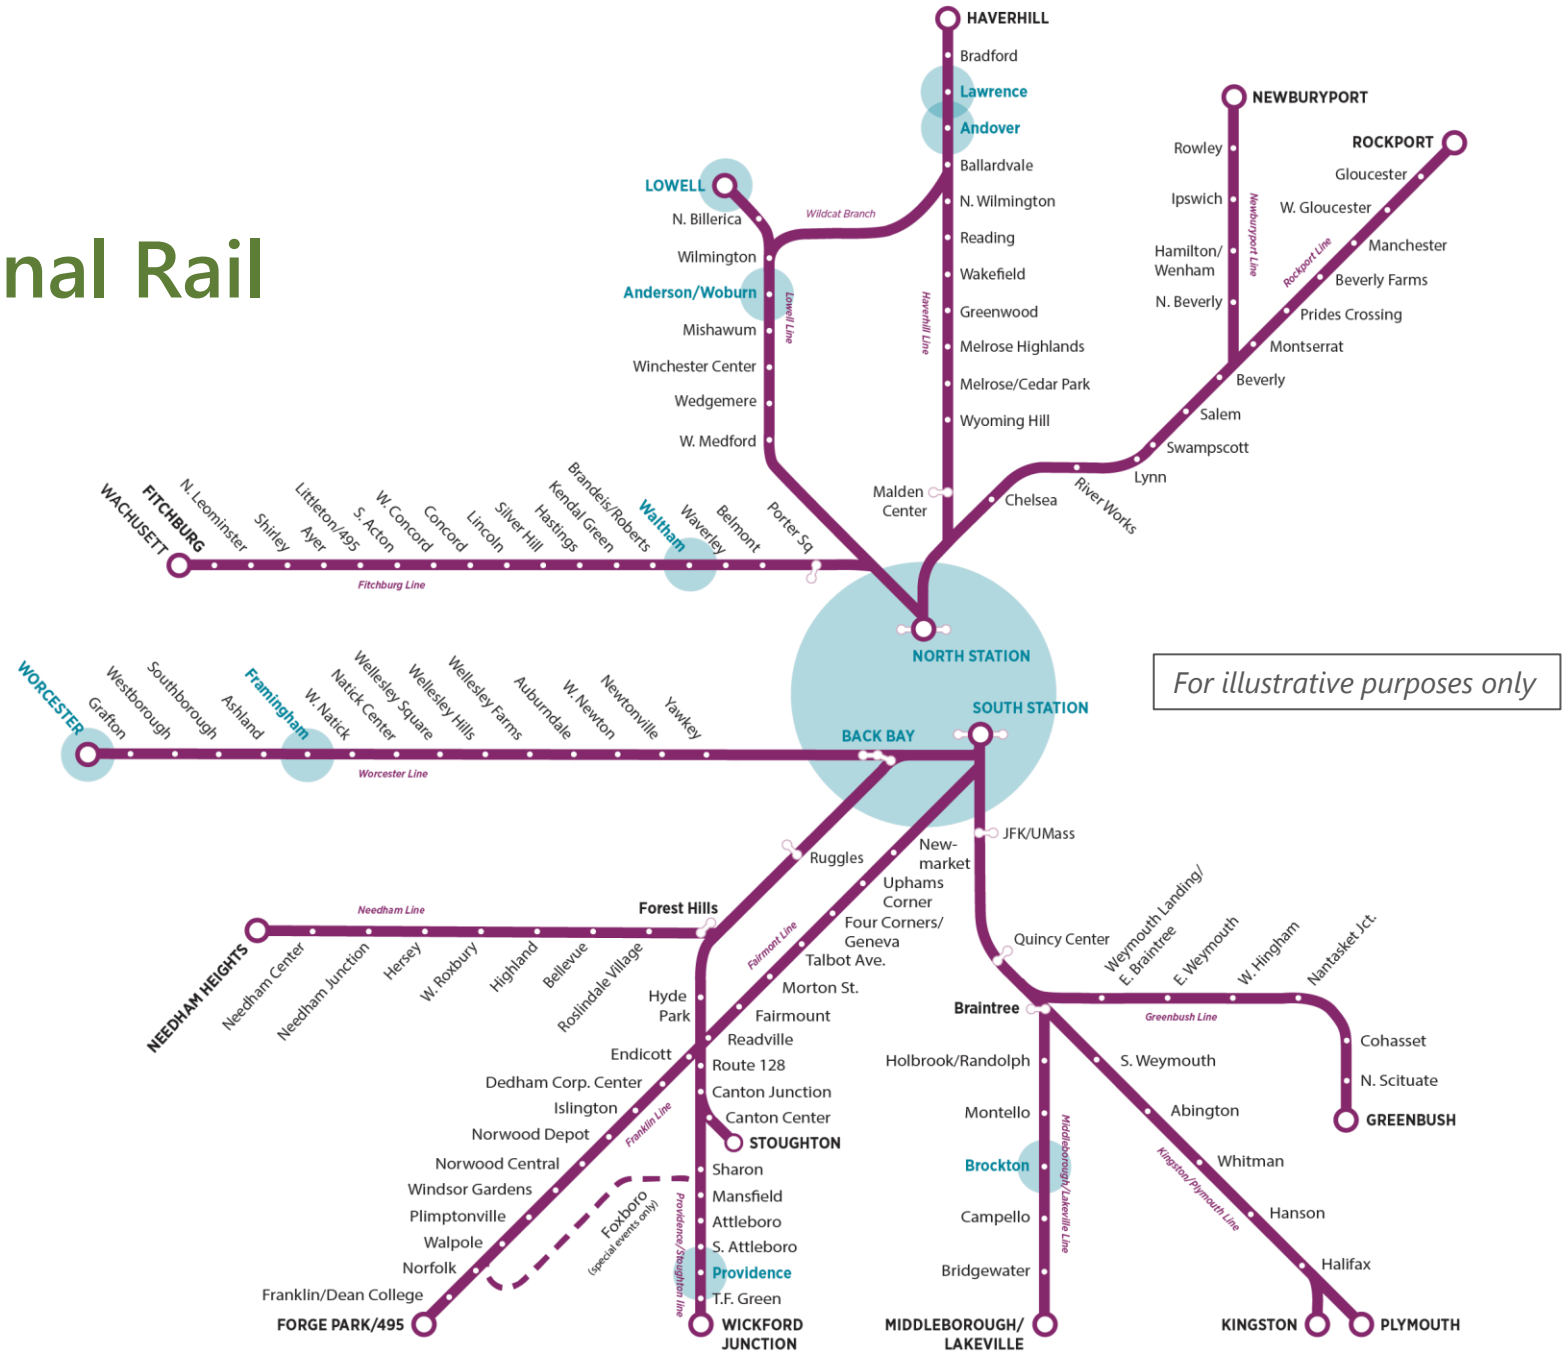 nal Rail
HAVERHILL
Bradford
Lawrence
Andover
Ballardvale
N. Wilmington
Reading
Wakefield
Greenwood
Melrose Highlands
Melrose/Cedar Park
Wyoming Hill
Malden
Center
Haverhill Line
Wildcat Branch
LOWELL
N. Billerica
Wilmington
Anderson/Woburn
Mishawum
Winchester Center
Wedgemere
W. Medford
Lowell Line
NEWBURYPORT
Rowley
Ipswich
Hamilton/
Wenham
N. Beverly
Newburyport Line
ROCKPORT
Gloucester
W. Gloucester
Manchester
Beverly Farms
Prides Crossing
Montserrat
Rockport Line
Beverly
Salem
Swampscott
Lynn
River Works
Chelsea
WACHUSETT
FITCHBURG
N. Leominster
Shirley
Ayer
Littleton/495
S. Acton
W. Concord
Concord
Lincoln
Silver Hill
Hastings
Kendal Green
Brandeis/Roberts
Waltham
Waverley
Belmont
Porter Sq
Fitchburg Line
NORTH STATION
For illustrative purposes only
SOUTH STATION
BACK BAY
WORCESTER
Grafton
Westborough
Southborough
Ashland
Framingham
W. Natick
Natick Center
Wellesley Square
Wellesley Hills
Wellesley Farms
Auburndale
W. Newton
Newtonville
Yawkey
Worcester Line
Ruggles
Forest Hills
Needham Line
NEEDHAM HEIGHTS
Needham Center
Needham Junction
Hersey
W. Roxbury
Highland
Bellevue
Roslindale Village
New-
market
Uphams
Corner
Four Corners/
Geneva
Talbot Ave.
Morton St.
Fairmount
Readville
Fairmont Line
Hyde
Park
Route 128
Canton Junction
Canton Center
STOUGHTON
Sharon
Mansfield
Attleboro
S. Attleboro
Providence
T.F. Green
WICKFORD
JUNCTION
Providence/Stoughton line
Endicott
Dedham Corp. Center
Islington
Norwood Depot
Norwood Central
Windsor Gardens
Plimptonville
Walpole
Norfolk
Franklin/Dean College
FORGE PARK/495
Franklin Line
Foxboro
(special events only)
JFK/UMass
Quincy Center
Braintree
Holbrook/Randolph
Montello
Brockton
Campello
Bridgewater
MIDDLEBOROUGH/
LAKEVILLE
Middleborough/Lakeville Line
Weymouth Landing/
E. Braintree
E. Weymouth
W. Hingham
Nantasket Jct.
Greenbush Line
Cohasset
N. Scituate
GREENBUSH
S. Weymouth
Abington
Whitman
Hanson
Halifax
Kingston/Plymouth Line
KINGSTON
PLYMOUTH